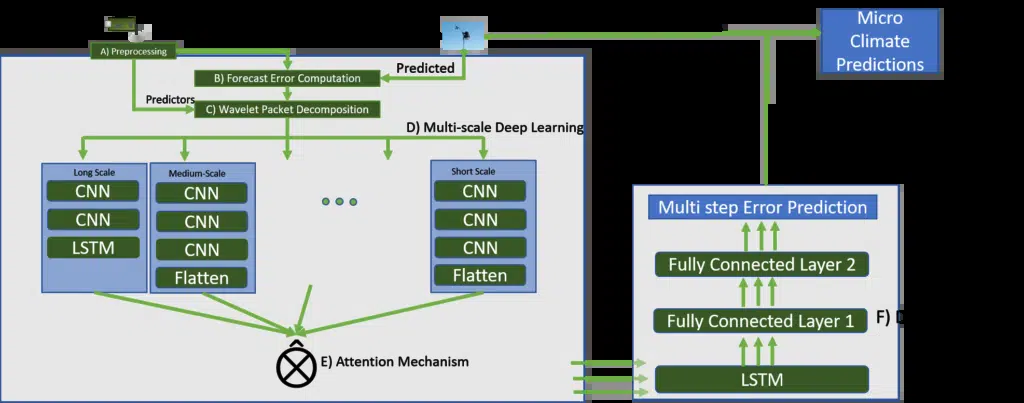 A) Preprocessing
B) Forecast Error Computation
Predicted
Predictors
C) Wavelet Packet Decomposition
D) Multi-scale Deep Learning
Long Scale
CNN
CNN
LSTM
Medium-Scale
CNN
CNN
CNN
Flatten
Short Scale
CNN
CNN
CNN
Flatten
E) Attention Mechanism
Micro
Climate
Predictions
Multi step Error Prediction
Fully Connected Layer 2
Fully Connected Layer 1
F)
LSTM